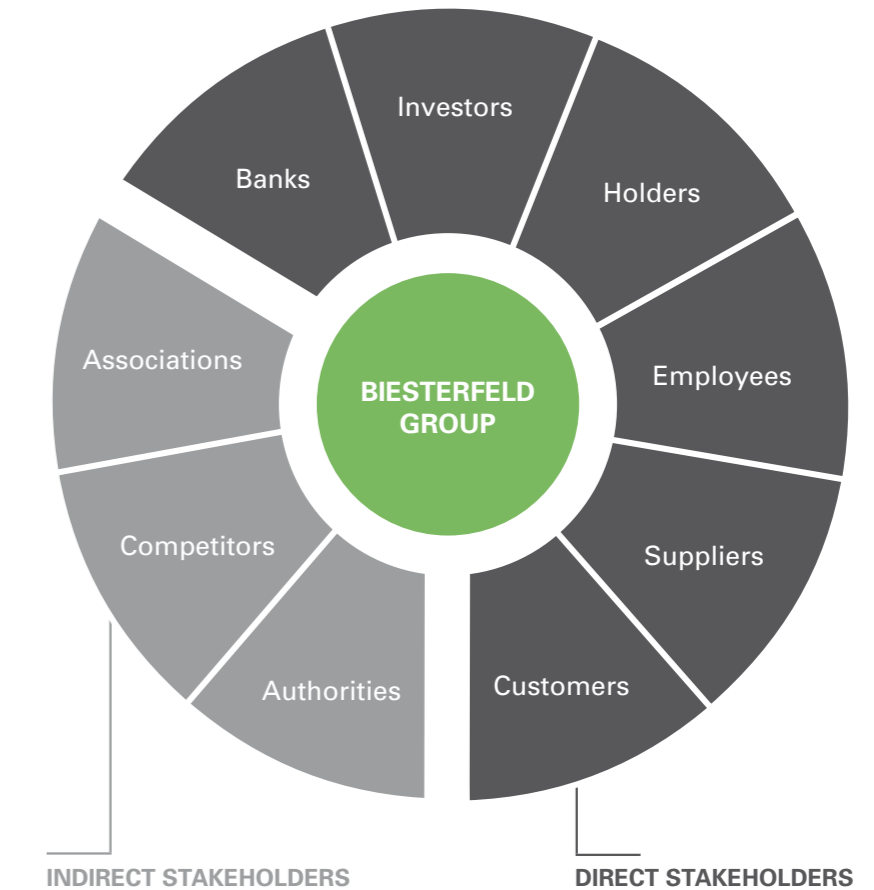 Investors
Banks
Holders
Associations
Employees
BIESTERFELD
GROUP
Competitors
Suppliers
Authorities
Customers
INDIRECT STAKEHOLDERS
DIRECT STAKEHOLDERS